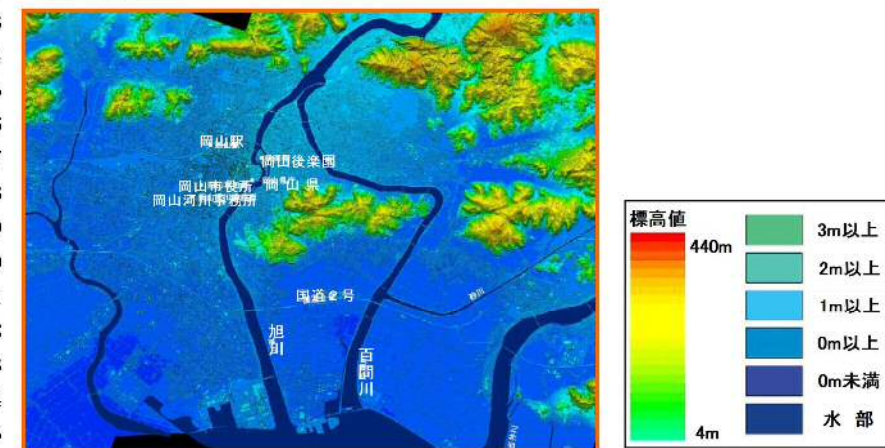 岡山駅
岡山後楽園
岡山市役所
岡山県
岡山河川事務所
国道2号
砂川
旭川
百間川
標高値
440m
4m
3m以上
2m以上
1m以上
0m以上
0m未満
水部